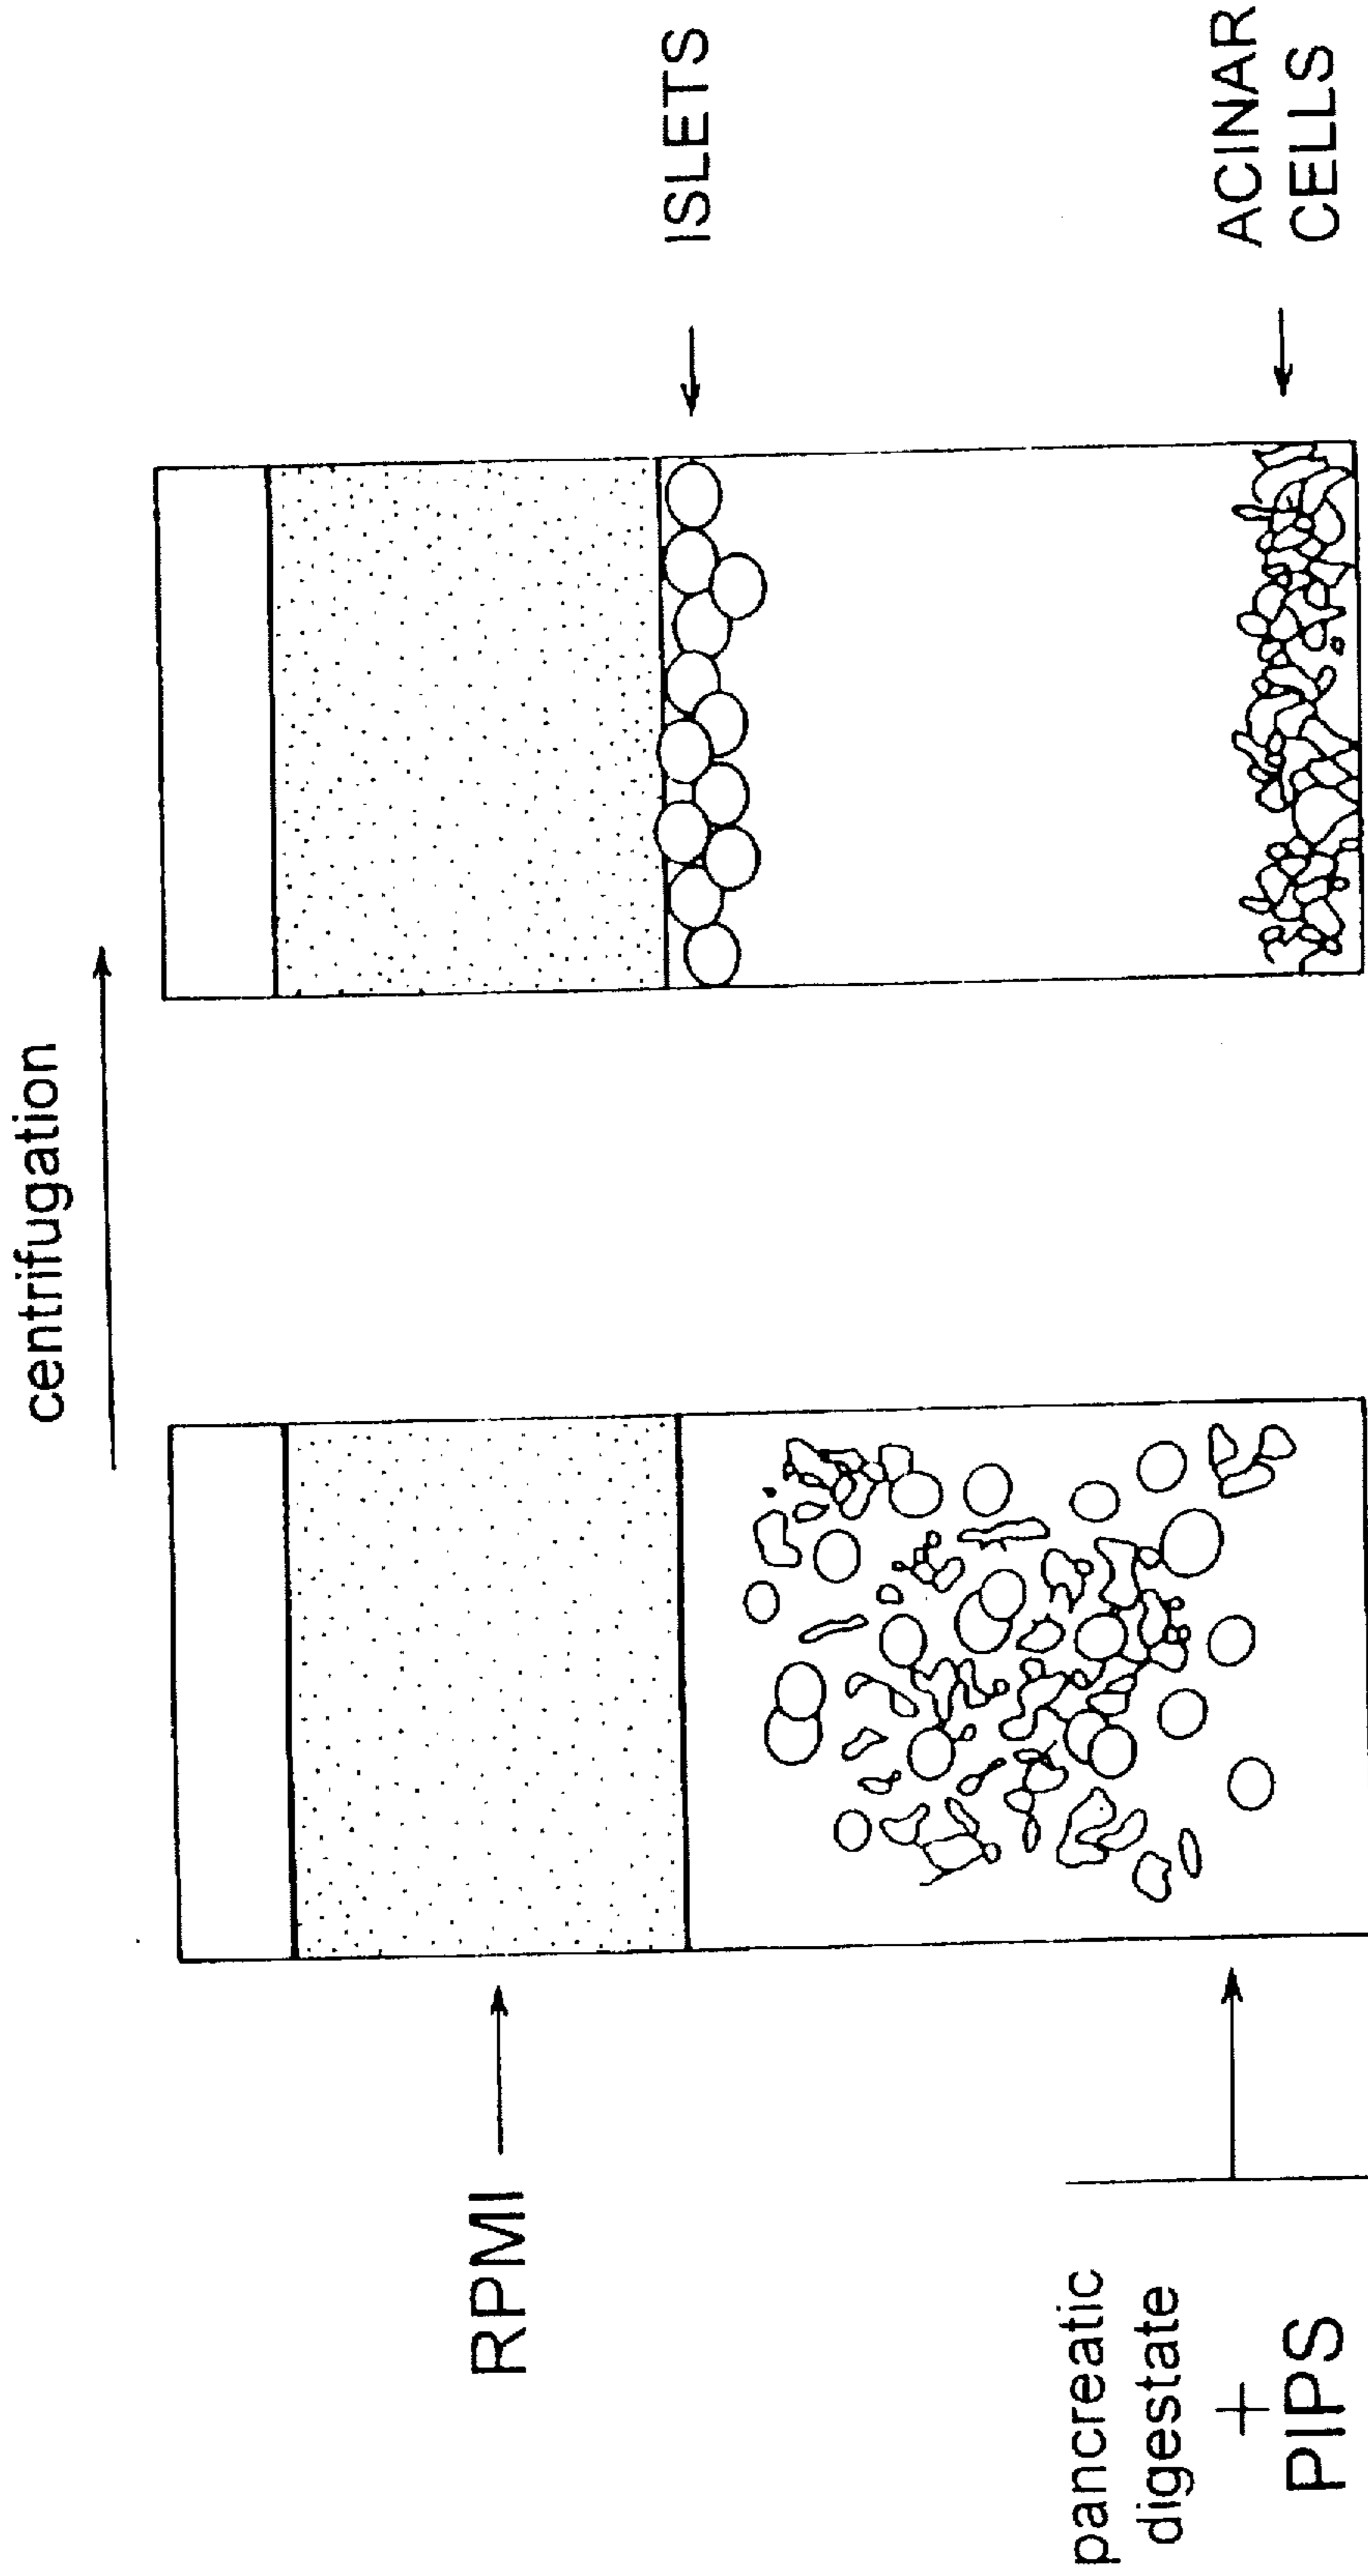 centrifugation
RPMI
pancreatic
digestate
+
PIPS
ISLETS
ACINAR
CELLS